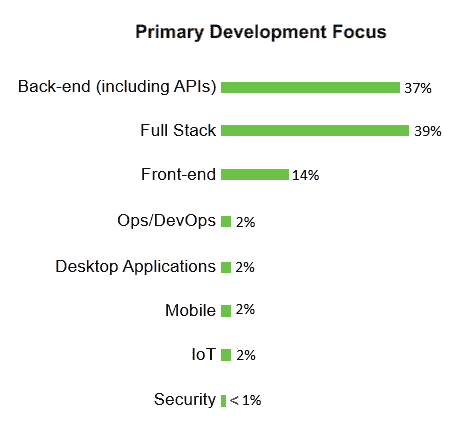 Primary Development Focus
Back-end (including APIs) 37%
Full Stack 39%
Front-end 14%
Ops/DevOps 2%
Desktop Applications 2%
Mobile 2%
IoT 2%
Security < 1%